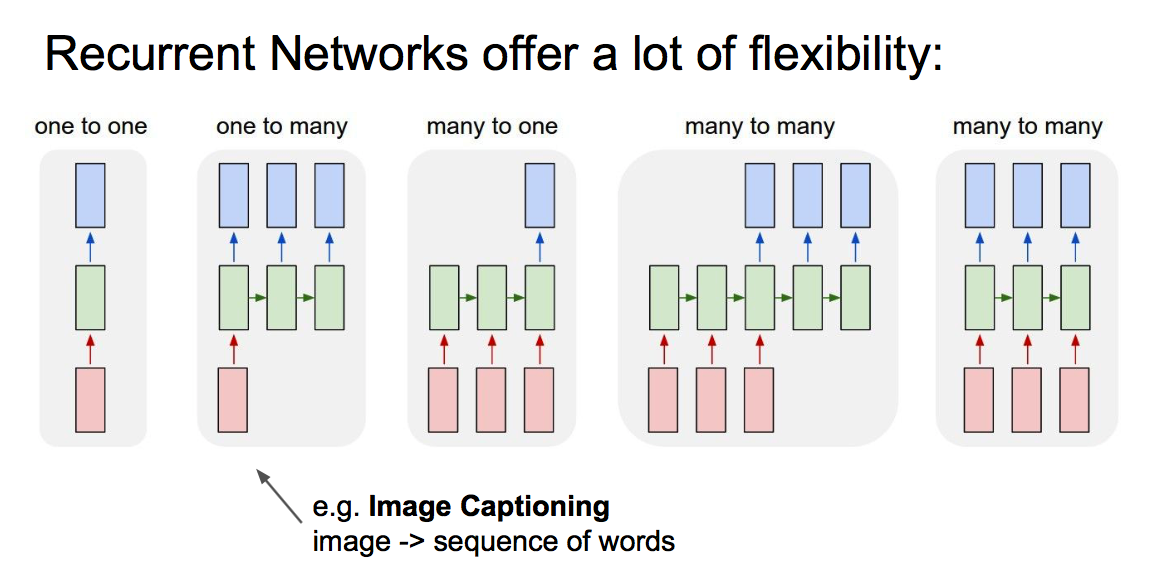 Recurrent Networks offer a lot of flexibility:
one to one
one to many
many to one
many to many
many to many
e.g. Image Captioning
image -> sequence of words